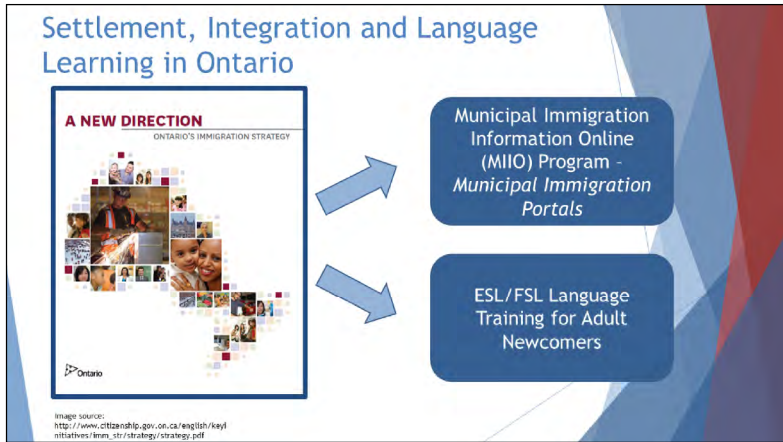 Settlement, Integration and Language
Learning in Ontario
A NEW DIRECTION
ONTARIO'S IMMIGRATION STRATEGY
Ontario
Municipal Immigration
Information Online
(MIIO) Program –
Municipal Immigration
Portals
ESL/FSL Language
Training for Adult
Newcomers
Image source:
http://www.citizenship.gov.on.ca/english/keyi
nitiatives/imm_str/strategy/strategy.pdf